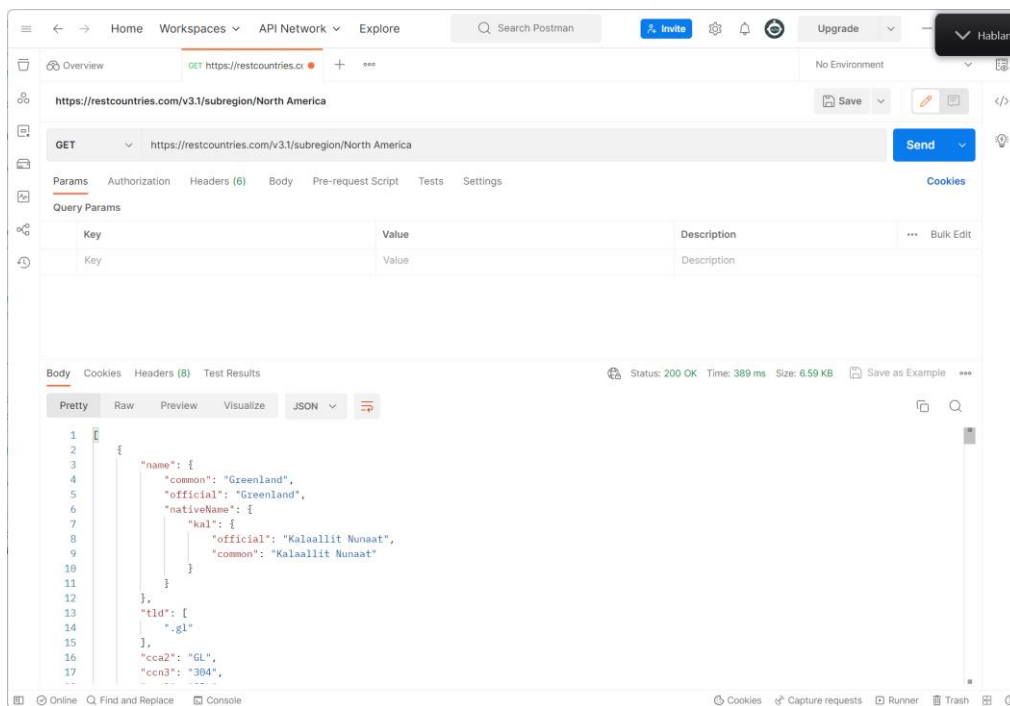 Home Workspaces API Network Explore Search Postman Invite Upgrade Hablan
Overview GET https://restcountries.c No Environment
https://restcountries.com/v3.1/subregion/North America Save
GET https://restcountries.com/v3.1/subregion/North America Send
Params Authorization Headers (6) Body Pre-request Script Tests Settings Cookies
Query Params
Key Value Description ••• Bulk Edit
Key Value Description
Body Cookies Headers (8) Test Results Status: 200 OK Time: 389 ms Size: 6.59 KB Save as Example •••
Pretty Raw Preview Visualize JSON
1 [
2 {
3 "name": {
4 "common": "Greenland",
5 "official": "Greenland",
6 "nativeName": {
7 "kal": {
8 "official": "Kalaallit Nunaat",
9 "common": "Kalaallit Nunaat"
10 }
11 }
12 },
13 "tld": [
14 ".gl"
15 ],
16 "cca2": "GL",
17 "ccn3": "304",
Online Find and Replace Console Cookies Capture requests Runner Trash